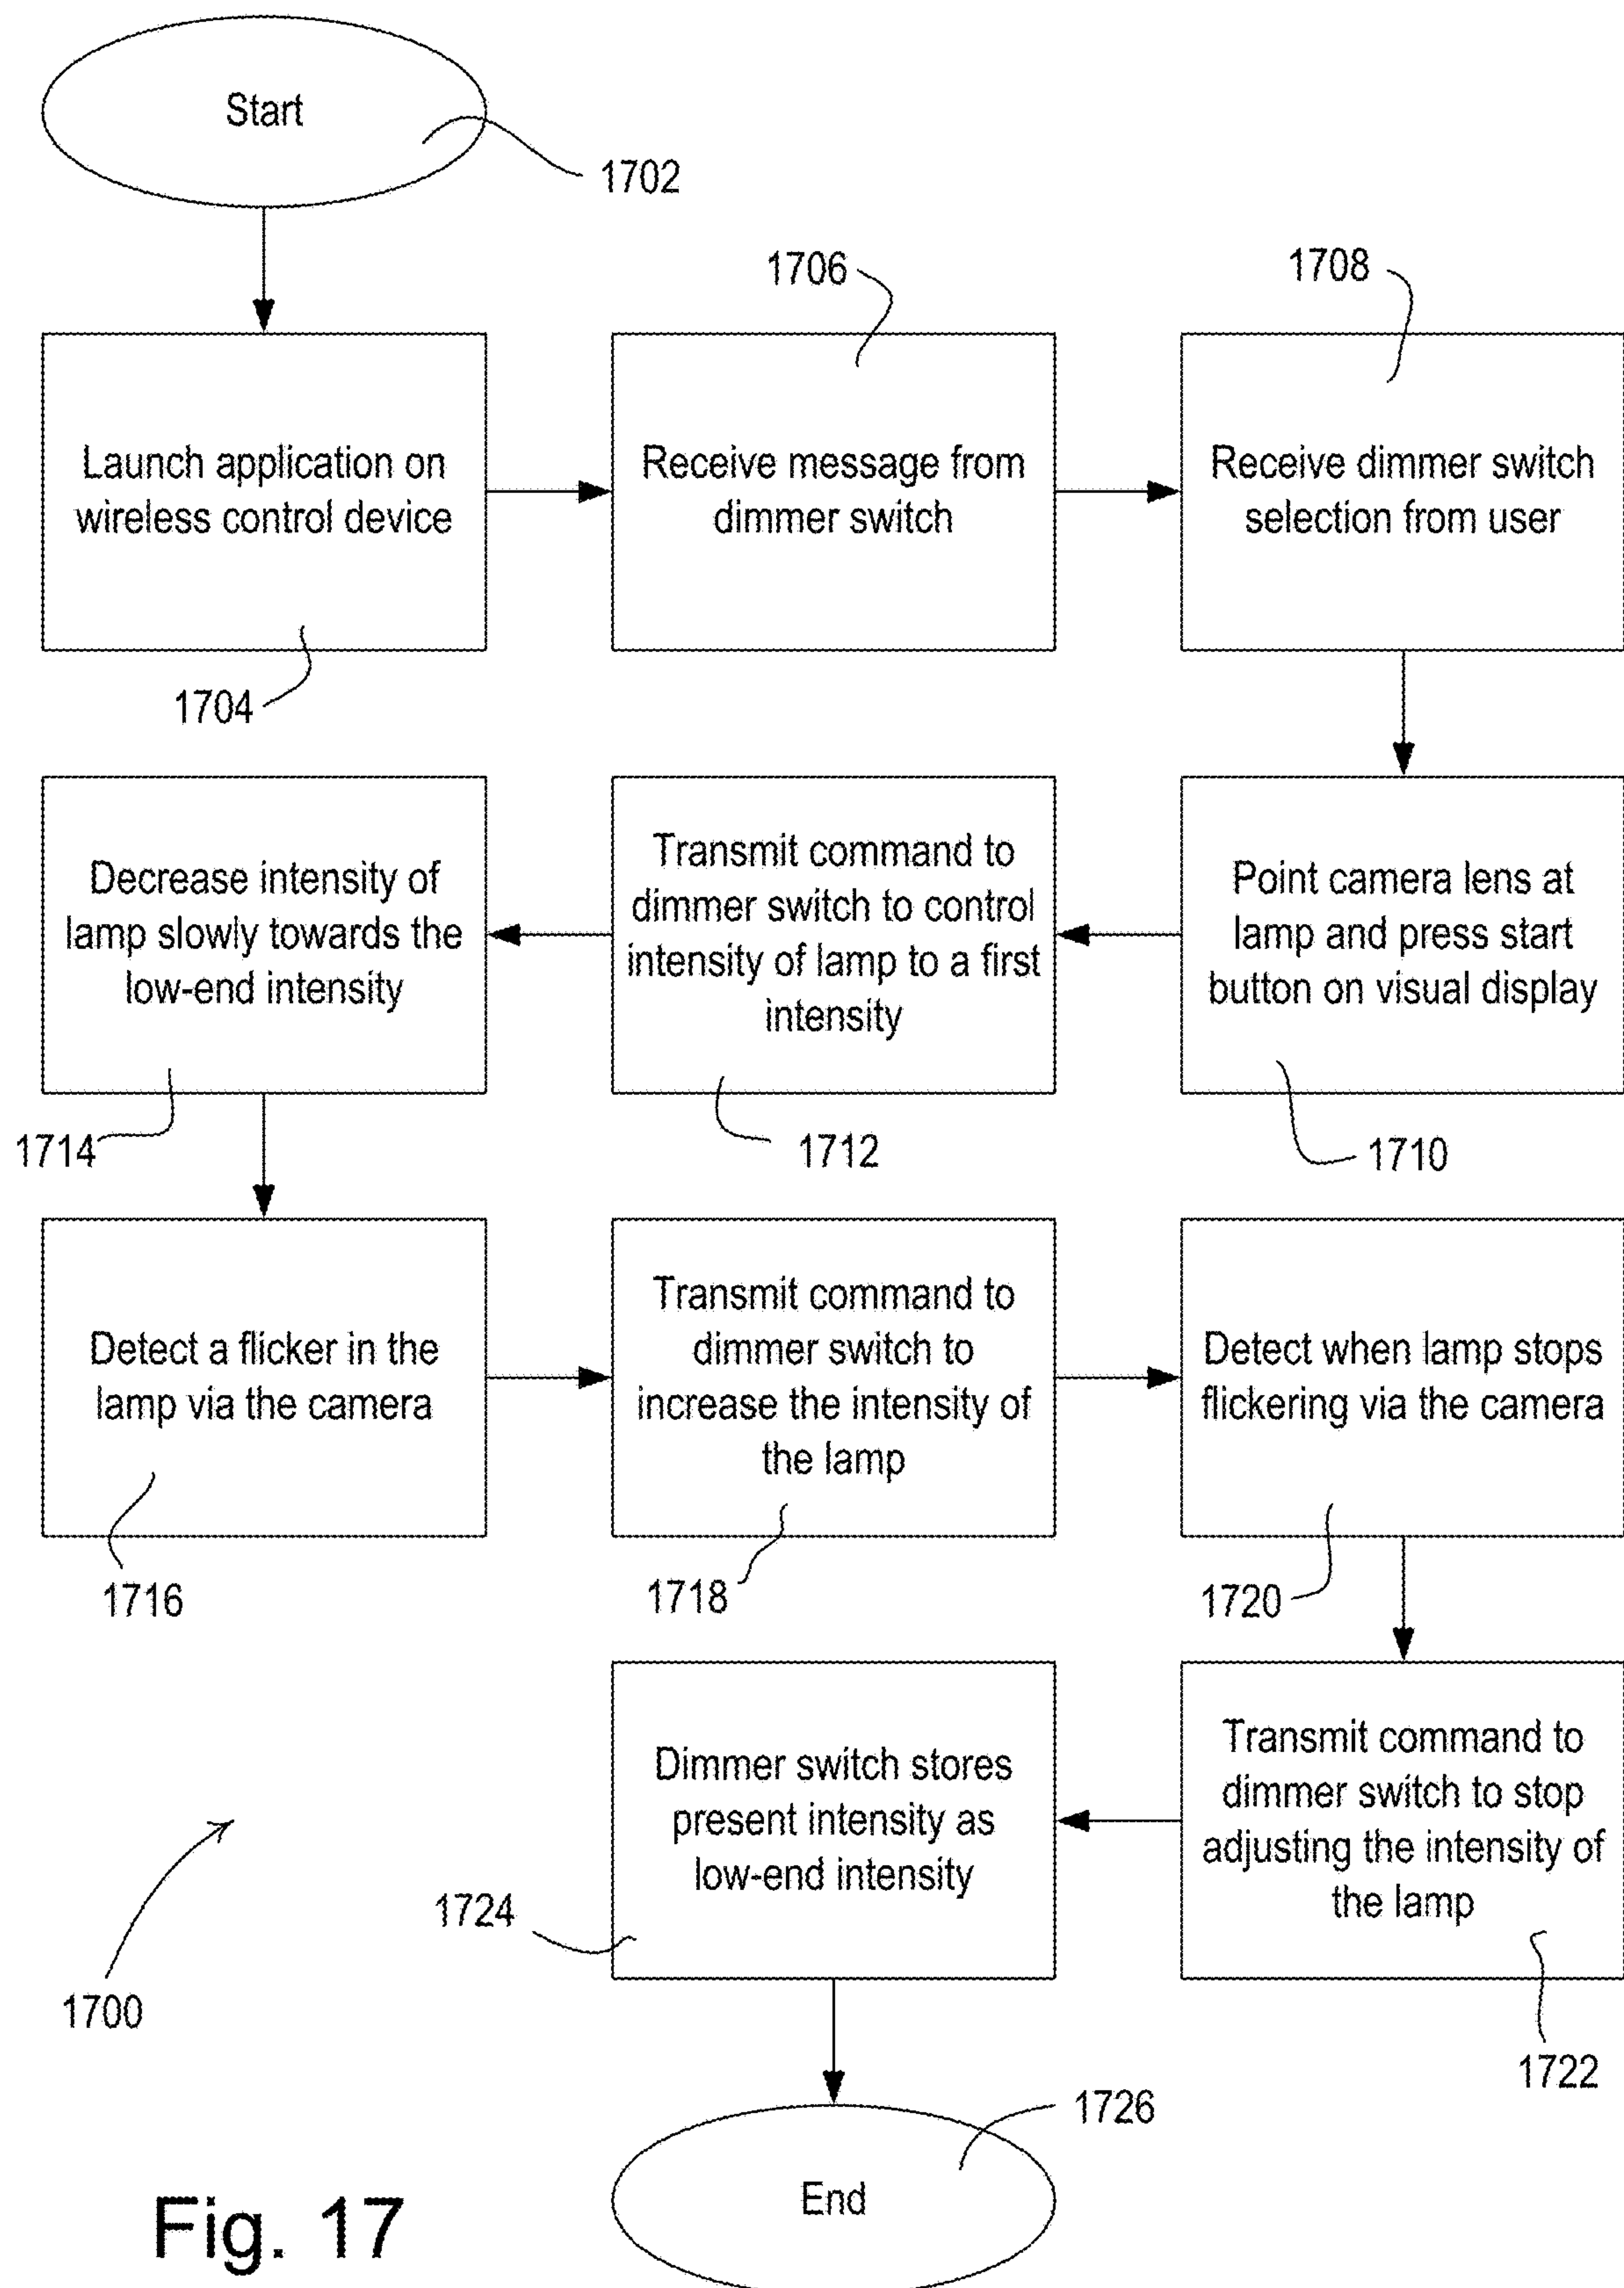 Start
1702
1706
1708
Launch application on
wireless control device
1704
Receive message from
dimmer switch
Receive dimmer switch
selection from user
Point camera lens at
lamp and press start
button on visual display
1710
Transmit command to
dimmer switch to control
intensity of lamp to a first
intensity
1712
Decrease intensity of
lamp slowly towards the
low-end intensity
1714
Detect a flicker in the
lamp via the camera
1716
Transmit command to
dimmer switch to
increase the intensity of
the lamp
1718
Detect when lamp stops
flickering via the camera
1720
Transmit command to
dimmer switch to stop
adjusting the intensity of
the lamp
1722
Dimmer switch stores
present intensity as
low-end intensity
1724
1700
1726
End
Fig. 17